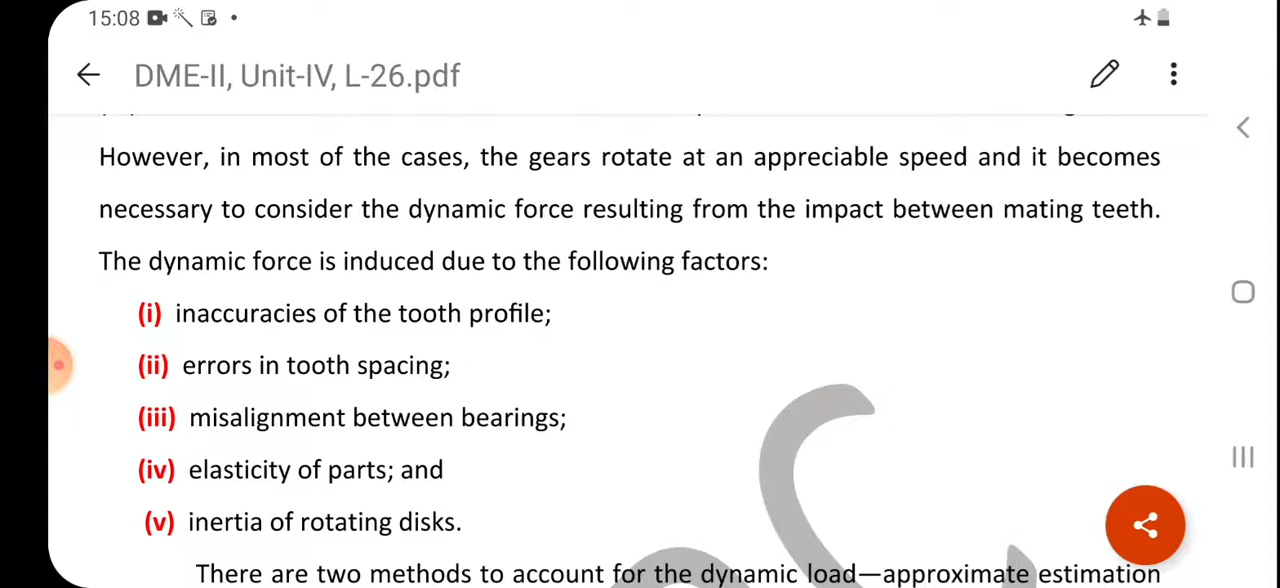 15:08
DME-II, Unit-IV, L-26.pdf
However, in most of the cases, the gears rotate at an appreciable speed and it becomes
necessary to consider the dynamic force resulting from the impact between mating teeth.
The dynamic force is induced due to the following factors:
(i) inaccuracies of the tooth profile;
(ii) errors in tooth spacing;
(iii) misalignment between bearings;
(iv) elasticity of parts; and
(v) inertia of rotating disks.
There are two methods to account for the dynamic load—approximate estimation